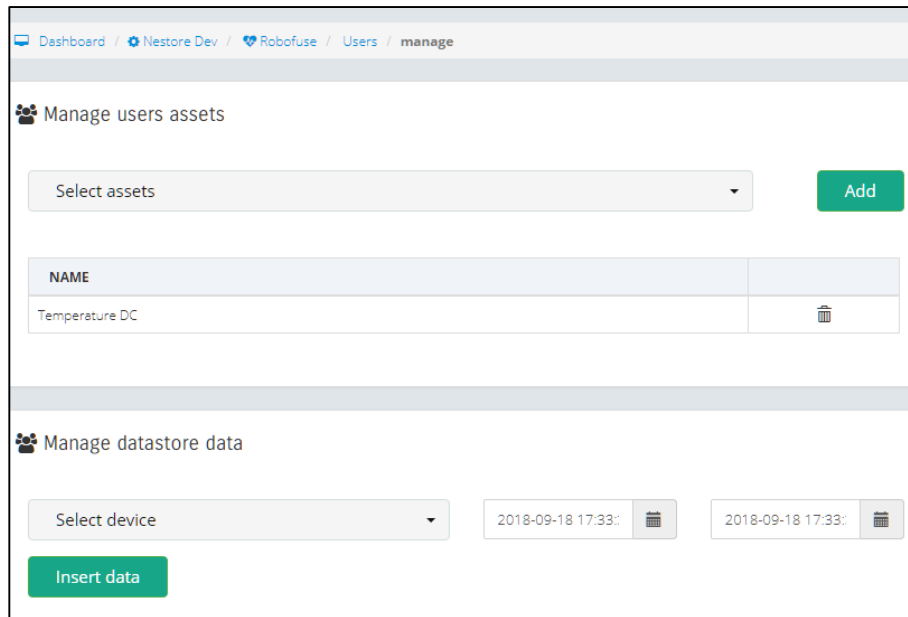 Dashboard / Nestore Dev / Robofuse / Users / manage
Manage users assets
Select assets
Add
NAME
Temperature DC
Manage datastore data
Select device
2018-09-18 17:33:
2018-09-18 17:33:
Insert data